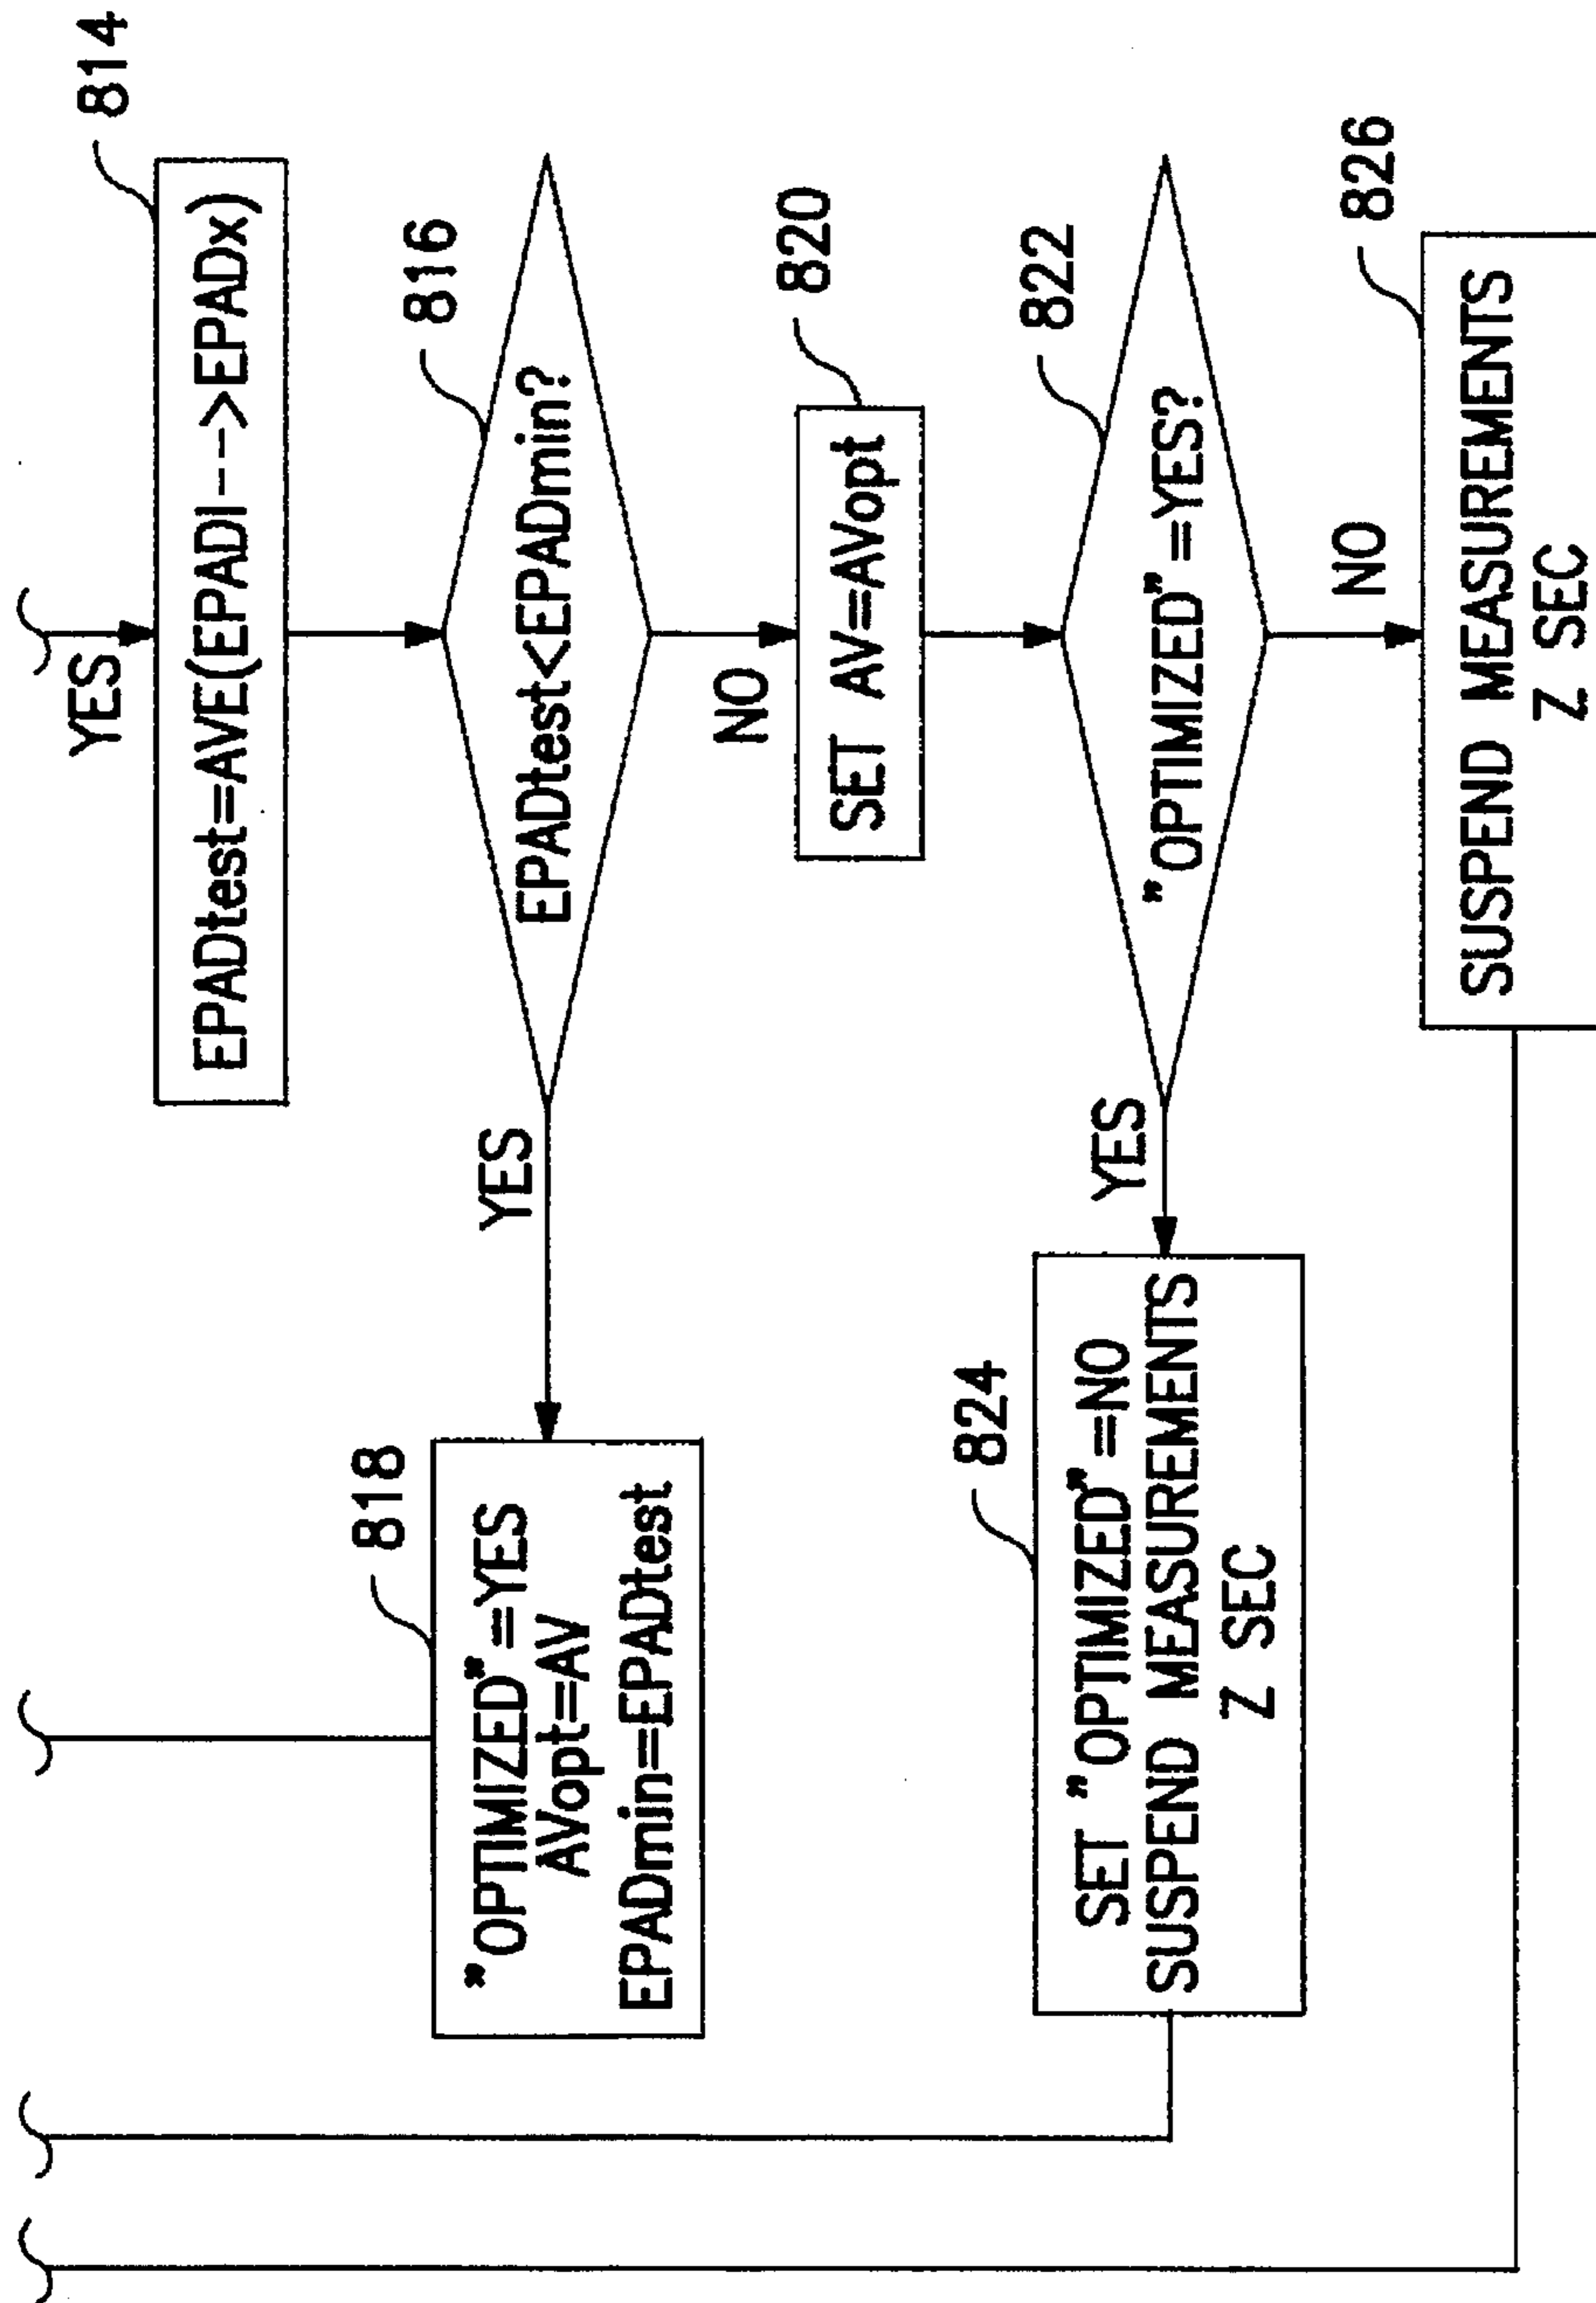 YES
814
EPADtest=AVE(EPADI-->EPADx)
816
EPADtest<EPADmin?
YES
818
"OPTIMIZED"=YES
AVopt=AV
EPADmin=EPADtest
NO
820
SET AV=AVopt
822
"OPTIMIZED"=YES?
YES
824
SET "OPTIMIZED"=NO
SUSPEND MEASUREMENTS
Z SEC
NO
826
SUSPEND MEASUREMENTS
Z SEC